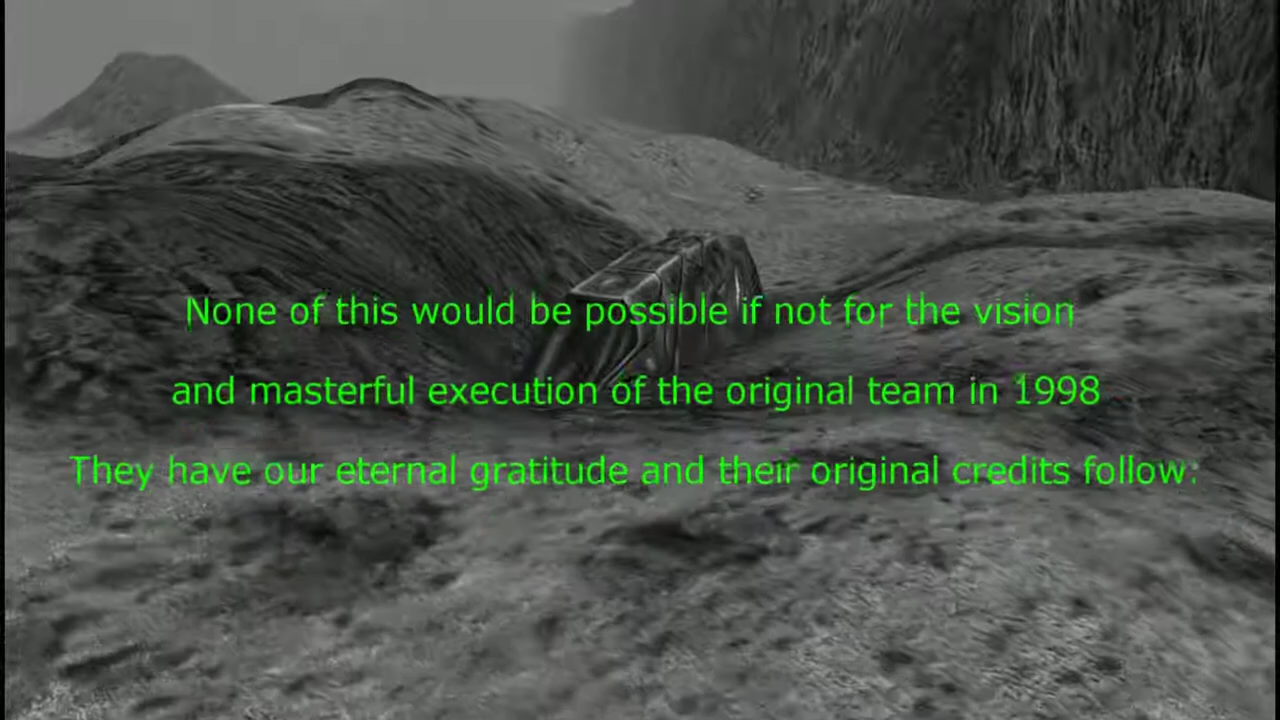 None of this would be possible if not for the vision
and masterful execution of the original team in 1998
They have our eternal gratitude and their original credits follow: